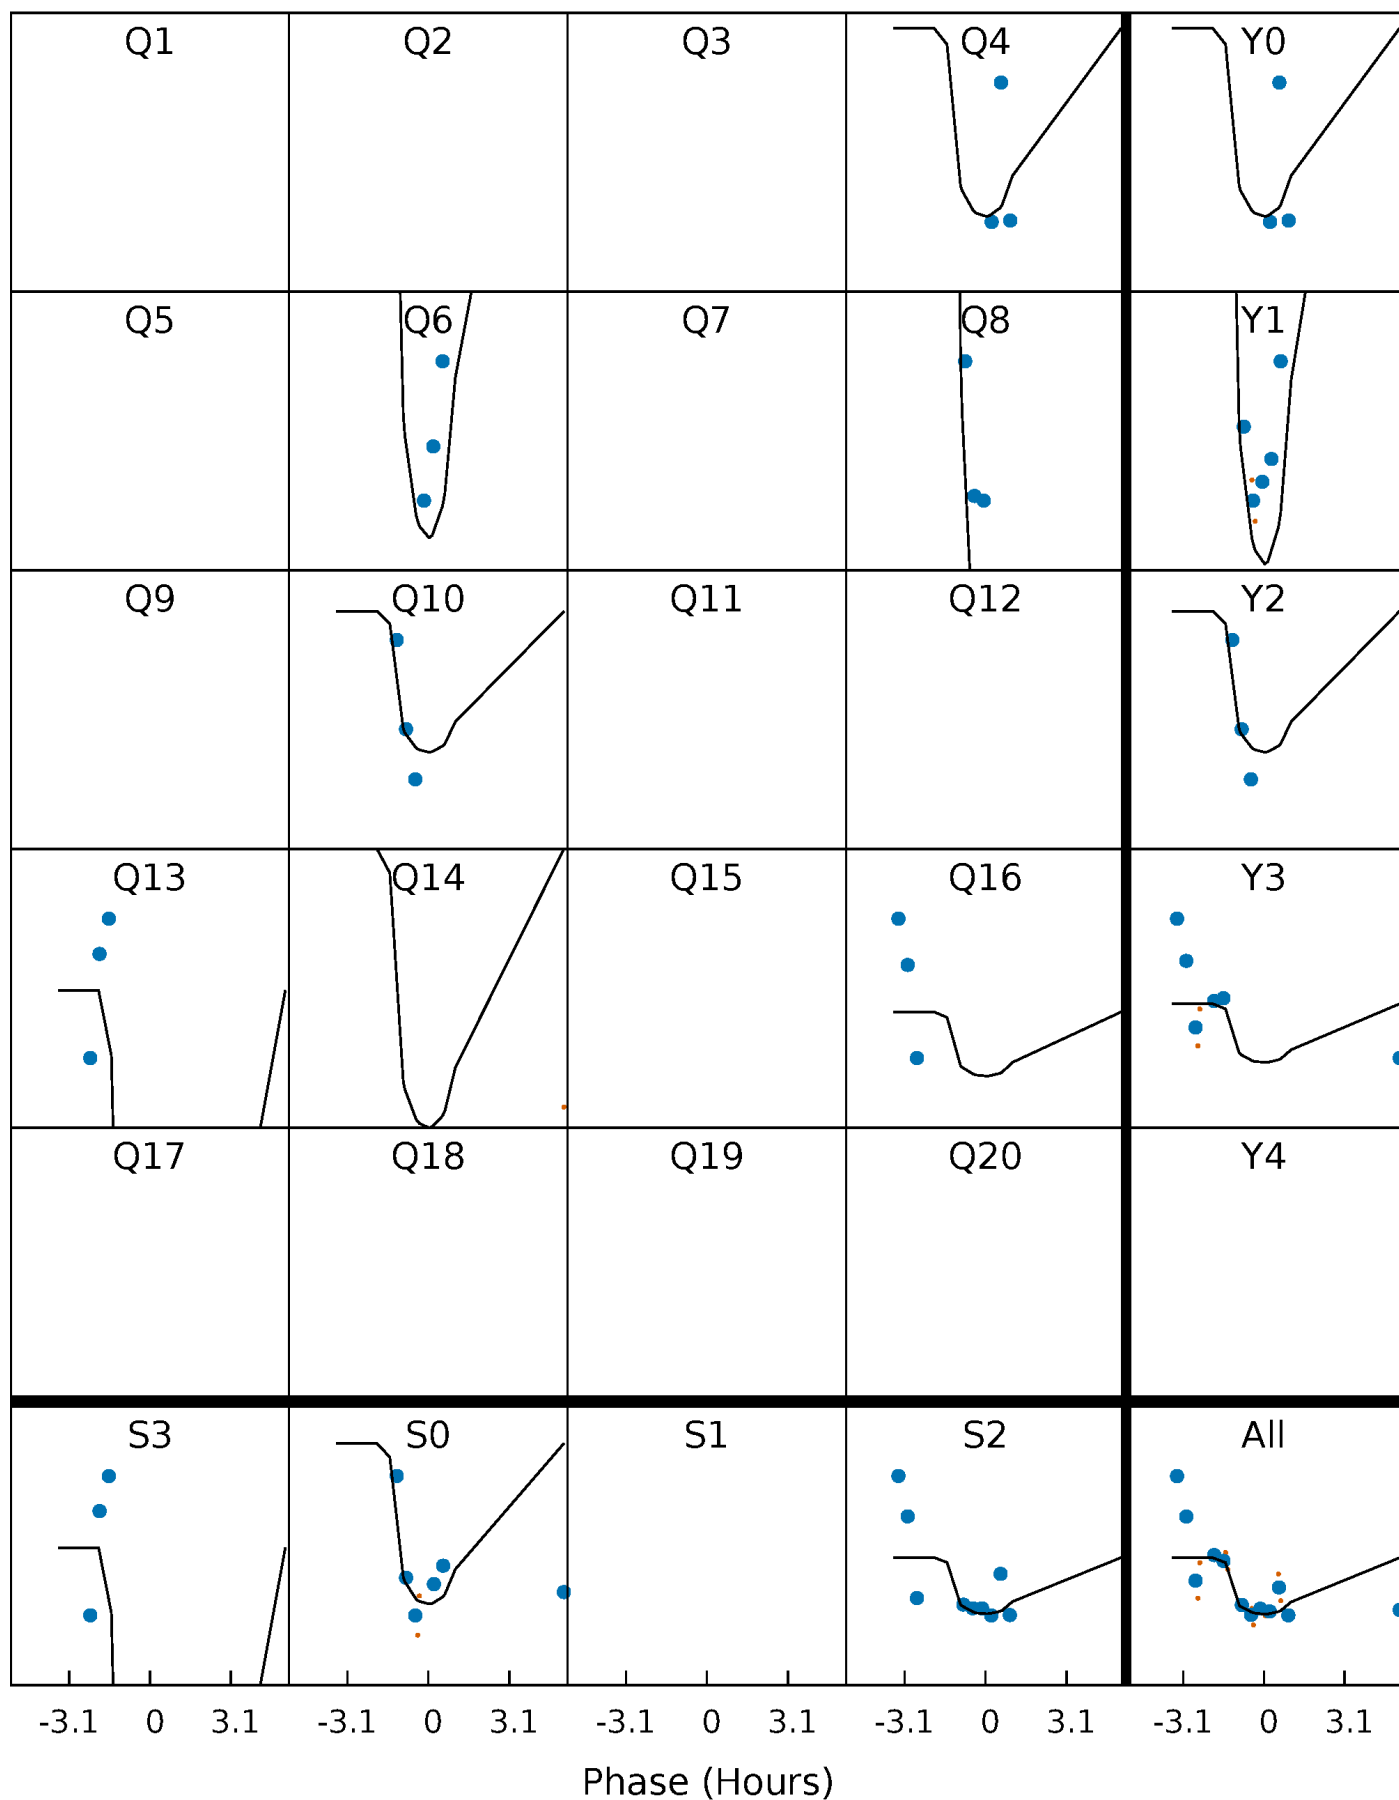 Q1 Q2 Q3 Q4 Y0
Q5 Q6 Q7 Q8 Y1
Q9 Q10 Q11 Q12 Y2
Q13 Q14 Q15 Q16 Y3
Q17 Q18 Q19 Q20 Y4
S3 S0 S1 S2 All
-3.1 0 3.1 -3.1 0 3.1 -3.1 0 3.1 -3.1 0 3.1 -3.1 0 3.1
Phase (Hours)